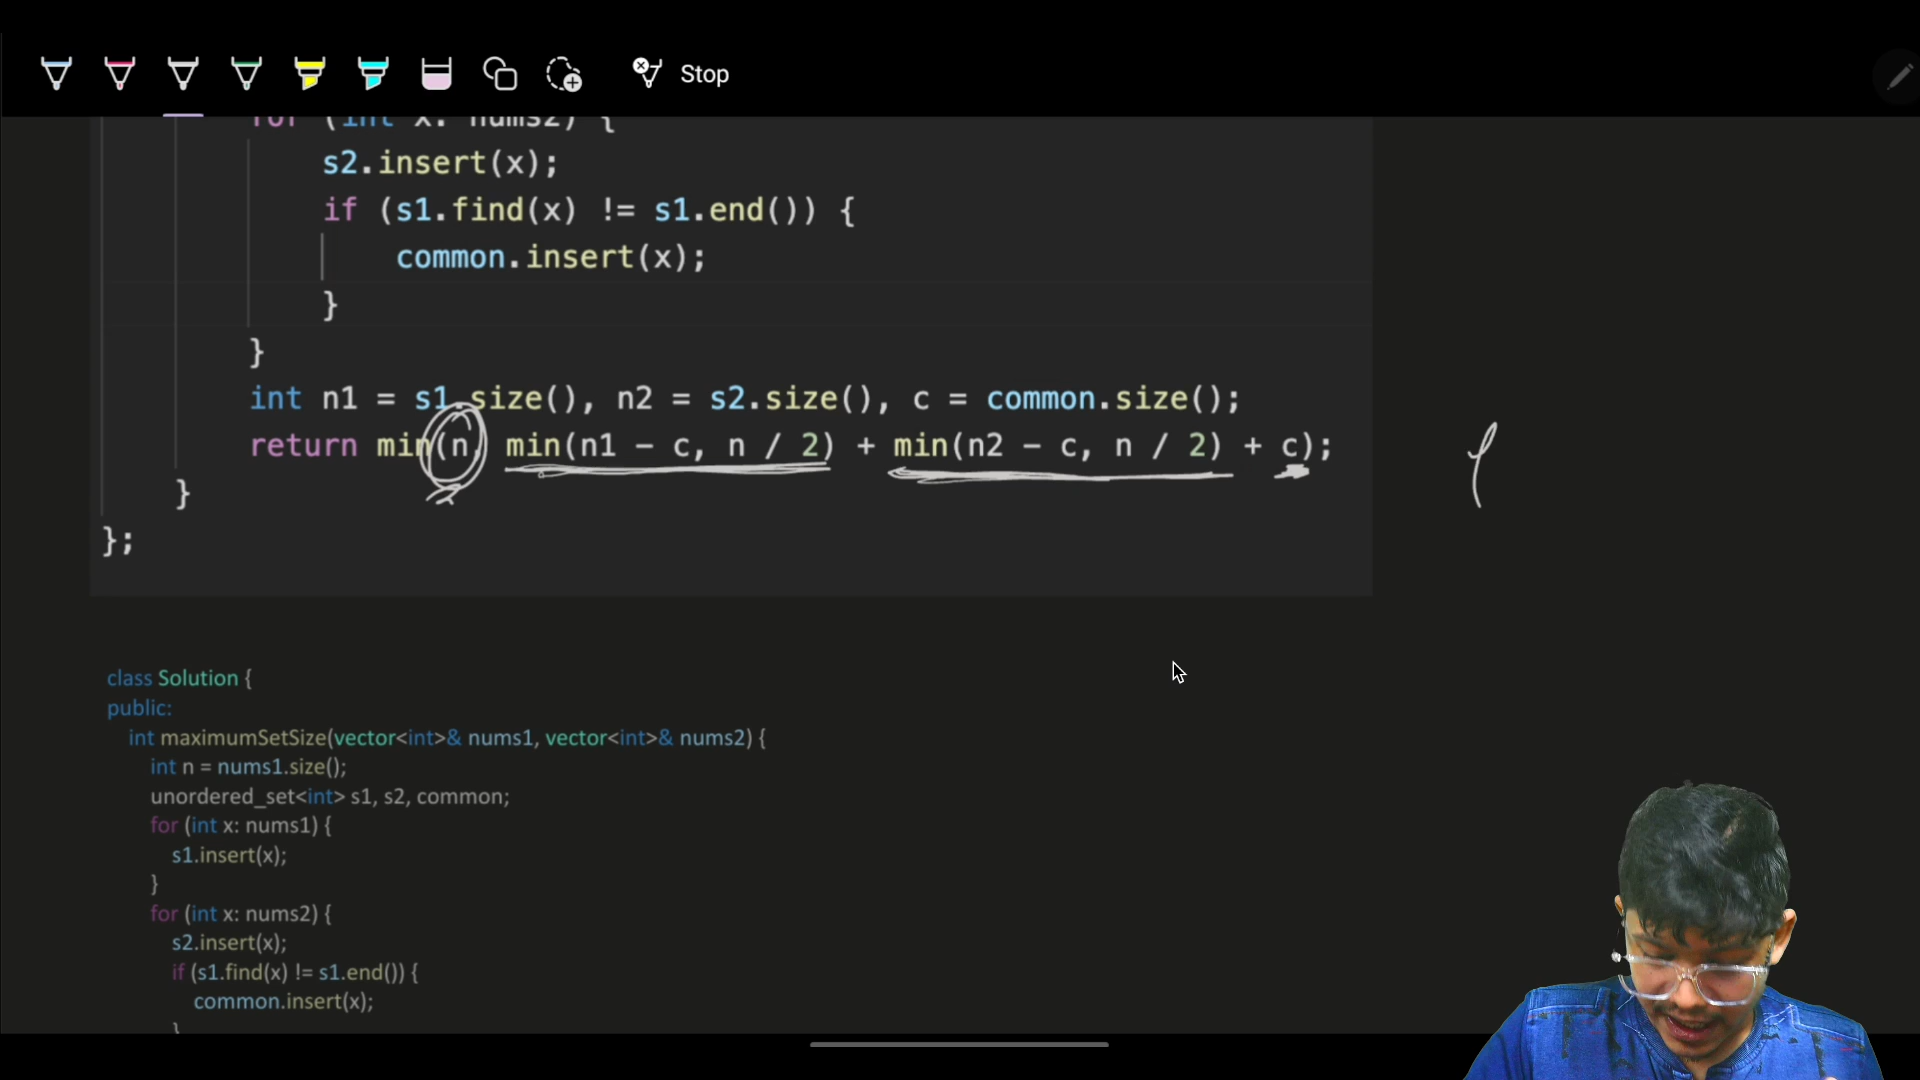 Stop
for (int x: nums2) {
s2.insert(x);
if (s1.find(x) != s1.end()) {
common.insert(x);
}
}
int n1 = s1.size(), n2 = s2.size(), c = common.size();
return min(n, min(n1 - c, n / 2) + min(n2 - c, n / 2) + c);
}
};
class Solution {
public:
int maximumSetSize(vector<int>& nums1, vector<int>& nums2) {
int n = nums1.size();
unordered_set<int> s1, s2, common;
for (int x: nums1) {
s1.insert(x);
}
for (int x: nums2) {
s2.insert(x);
if (s1.find(x) != s1.end()) {
common.insert(x);
}